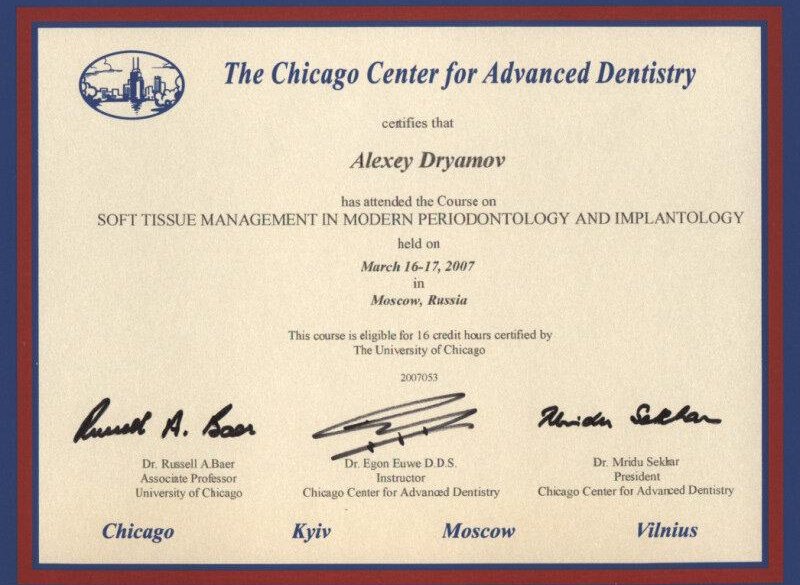 The Chicago Center for Advanced Dentistry
certifies that
Alexey Dryamov
has attended the Course on
SOFT TISSUE MANAGEMENT IN MODERN PERIODONTOLOGY AND IMPLANTOLOGY
held on
March 16-17, 2007
in
Moscow, Russia
This course is eligible for 16 credit hours certified by
The University of Chicago
2007053
Russell A. Baer
Mridu Sekhar
Dr. Russell A.Baer
Associate Professor
University of Chicago
Dr. Egon Euwe D.D.S.
Instructor
Chicago Center for Advanced Dentistry
Dr. Mridu Sekhar
President
Chicago Center for Advanced Dentistry
Chicago Kyiv Moscow Vilnius